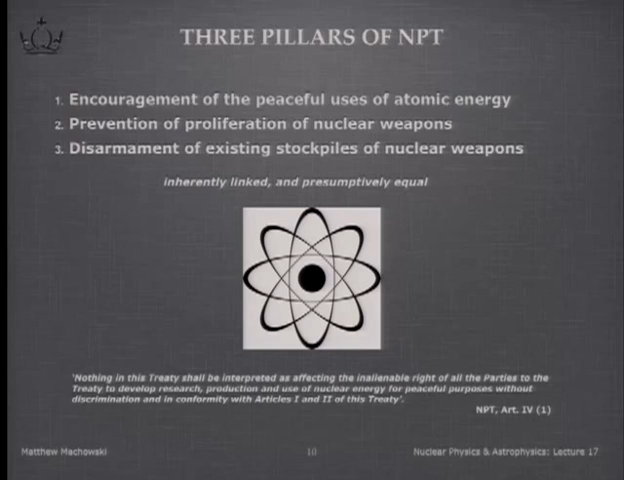 THREE PILLARS OF NPT
1. Encouragement of the peaceful uses of atomic energy
2. Prevention of proliferation of nuclear weapons
3. Disarmament of existing stockpiles of nuclear weapons
inherently linked, and presumptively equal
'Nothing in this Treaty shall be interpreted as affecting the inalienable right of all the Parties to the
Treaty to develop research, production and use of nuclear energy for peaceful purposes without
discrimination and in conformity with Articles I and II of this Treaty'.
NPT, Art. IV (1)
Matthew Machowski
10
Nuclear Physics & Astrophysics: Lecture 17